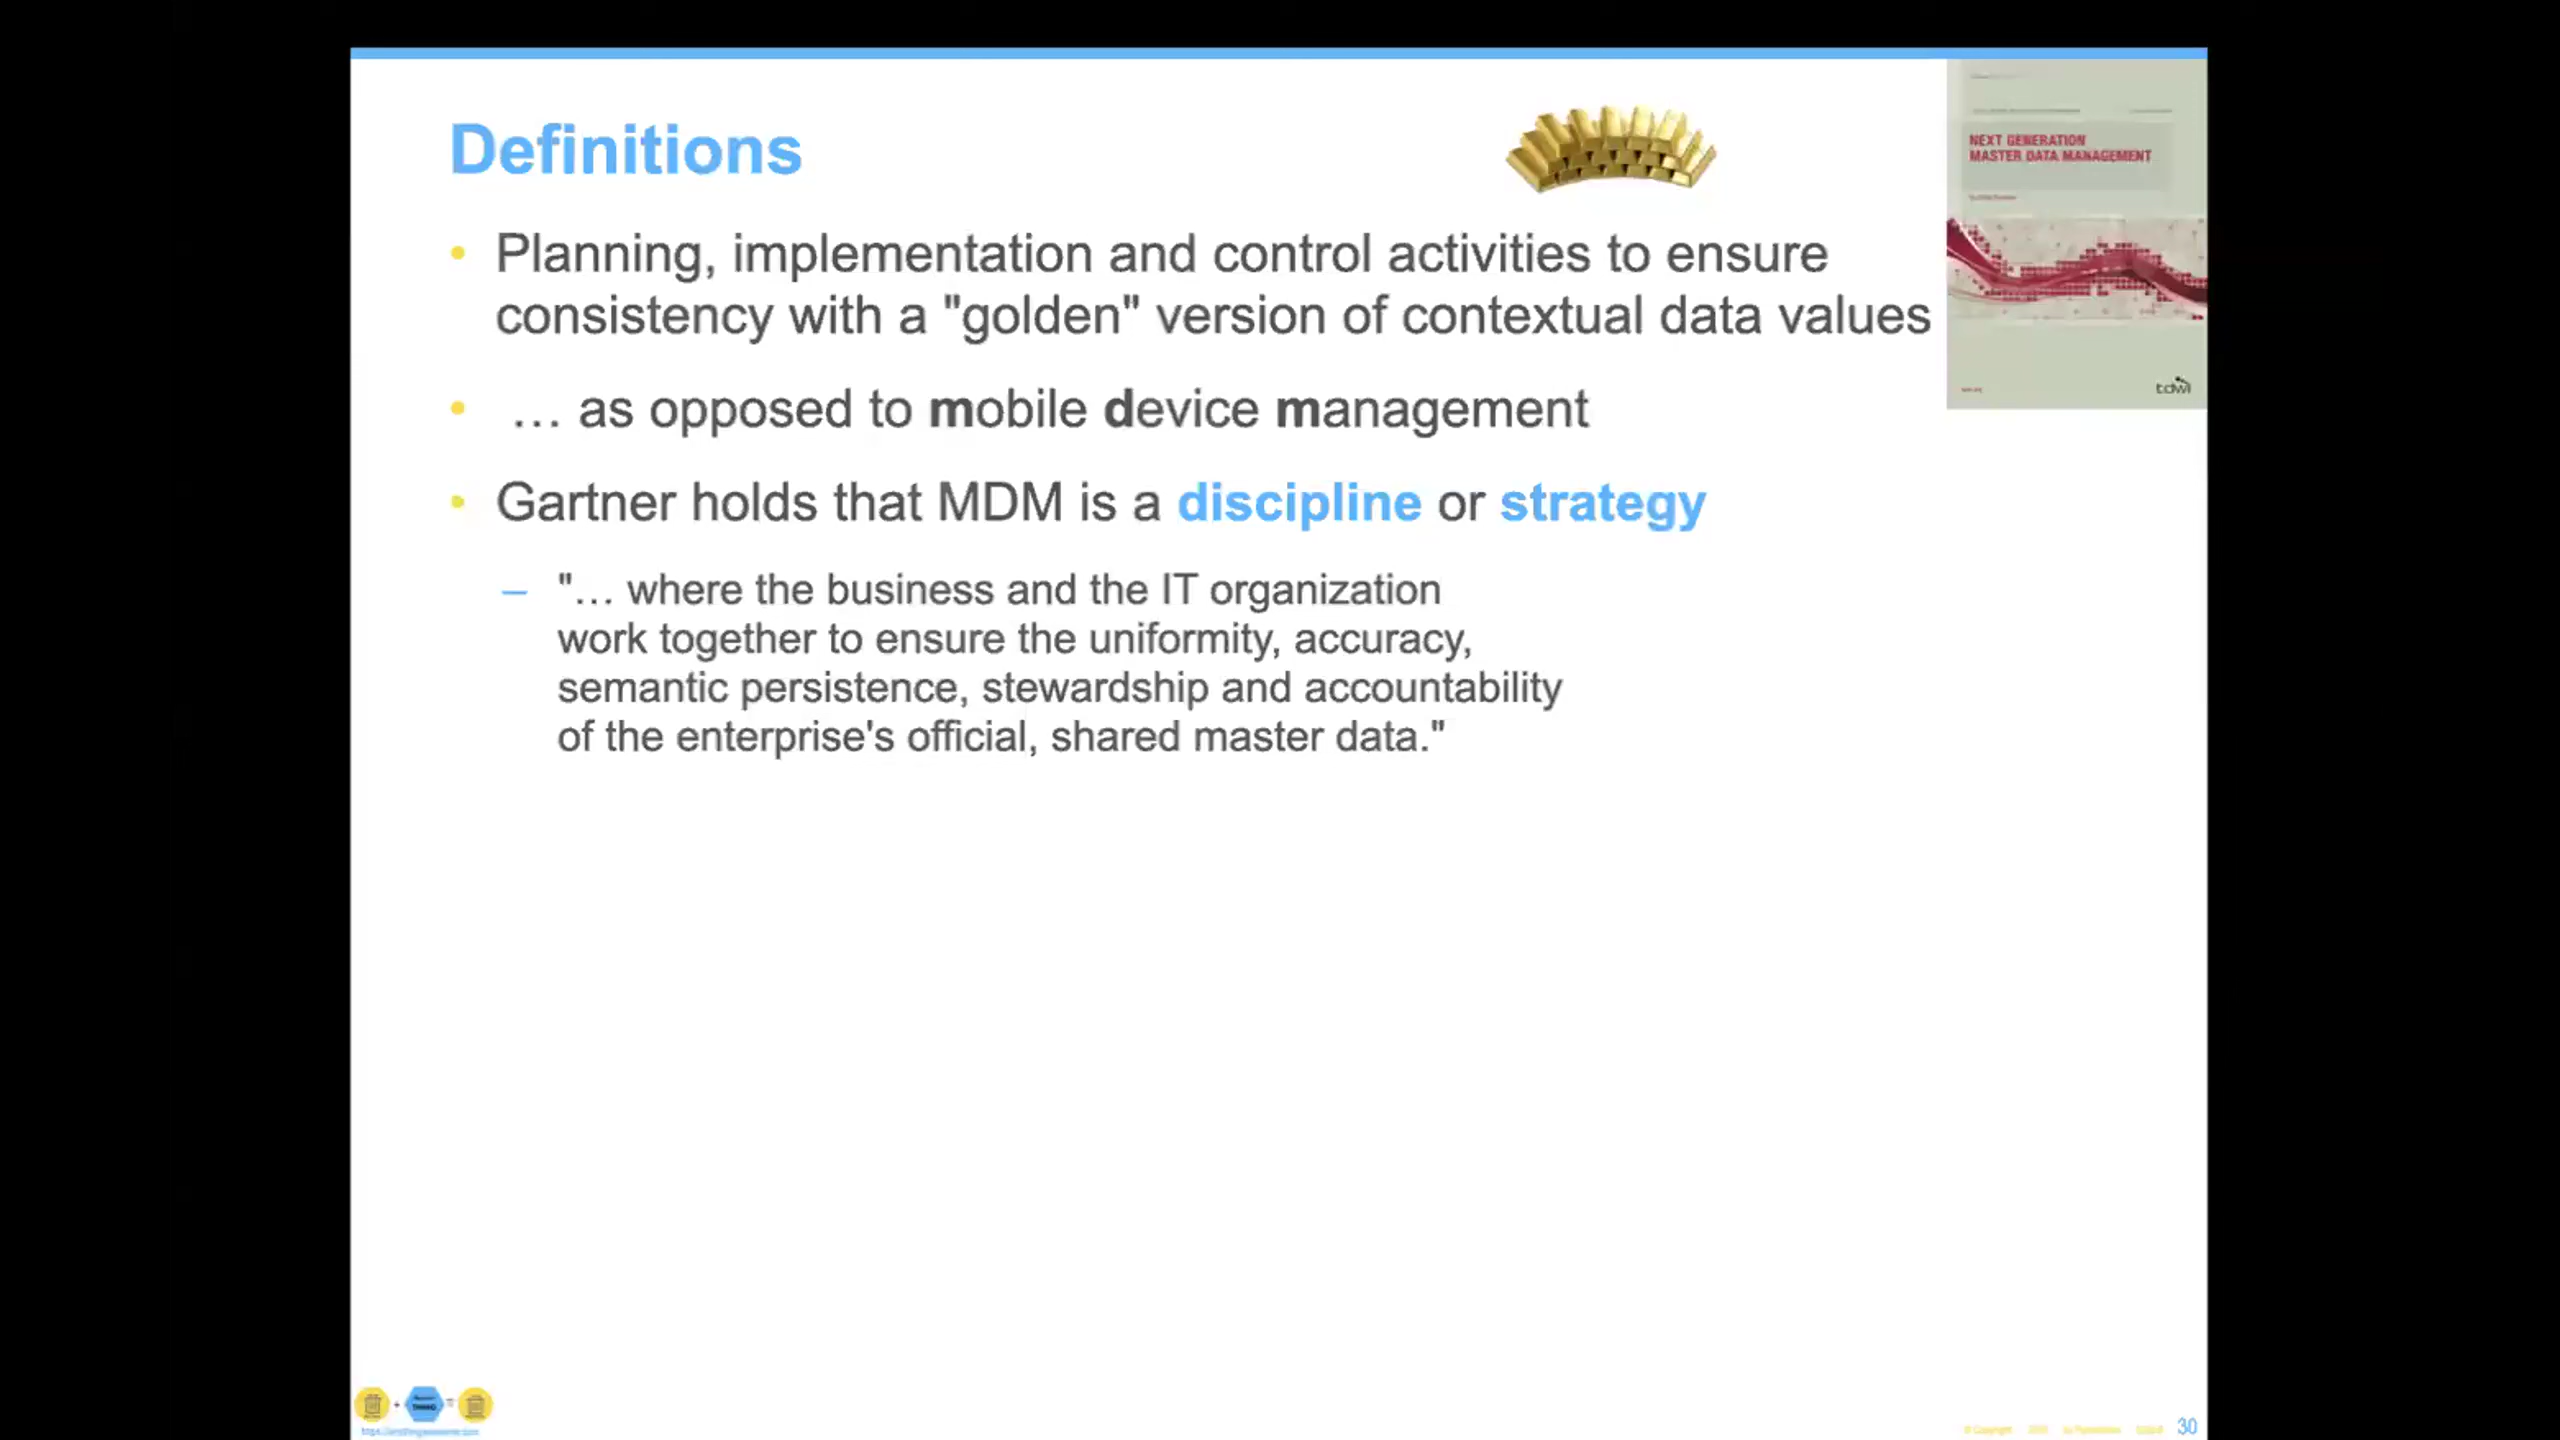 Definitions
NEXT GENERATION
MASTER DATA MANAGEMENT
• Planning, implementation and control activities to ensure
consistency with a "golden" version of contextual data values
tdwi
• … as opposed to mobile device management
• Gartner holds that MDM is a discipline or strategy
– "… where the business and the IT organization
work together to ensure the uniformity, accuracy,
semantic persistence, stewardship and accountability
of the enterprise's official, shared master data."
30